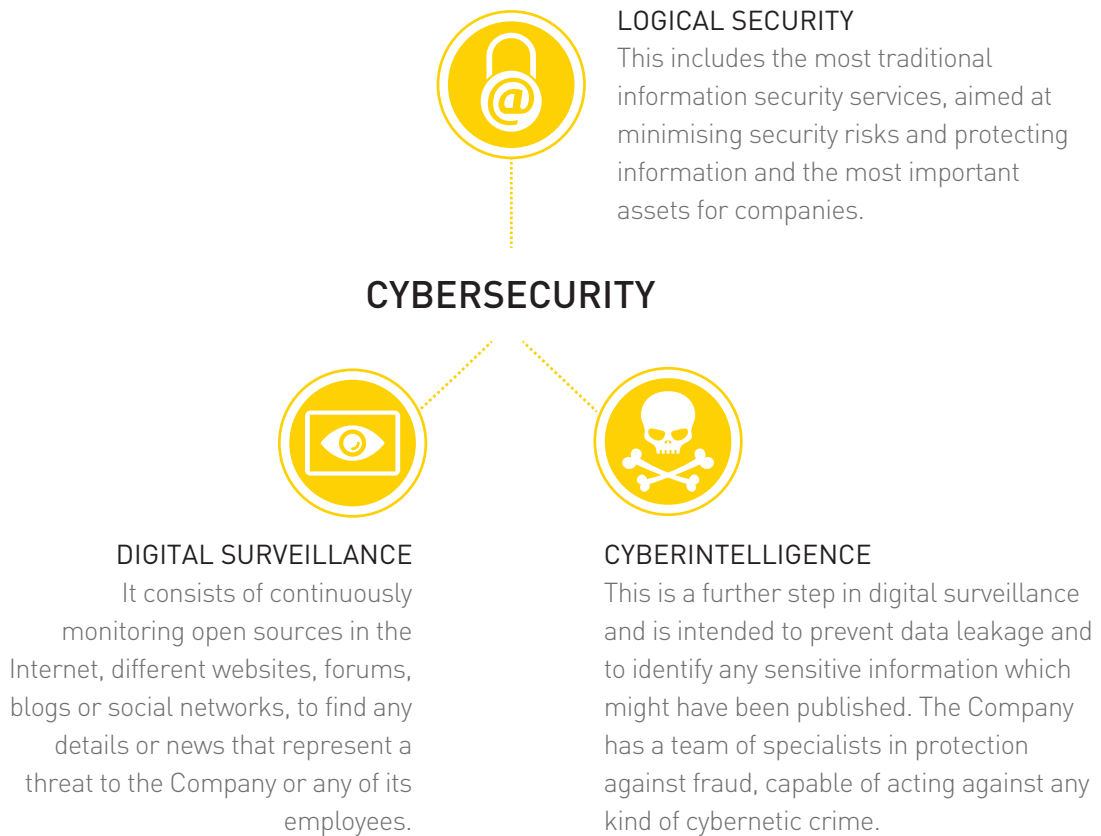 LOGICAL SECURITY
This includes the most traditional
information security services, aimed at
minimising security risks and protecting
information and the most important
assets for companies.
@
CYBERSECURITY
DIGITAL SURVEILLANCE
It consists of continuously
monitoring open sources in the
Internet, different websites, forums,
blogs or social networks, to find any
details or news that represent a
threat to the Company or any of its
employees.
CYBERINTELLIGENCE
This is a further step in digital surveillance
and is intended to prevent data leakage and
to identify any sensitive information which
might have been published. The Company
has a team of specialists in protection
against fraud, capable of acting against any
kind of cybernetic crime.